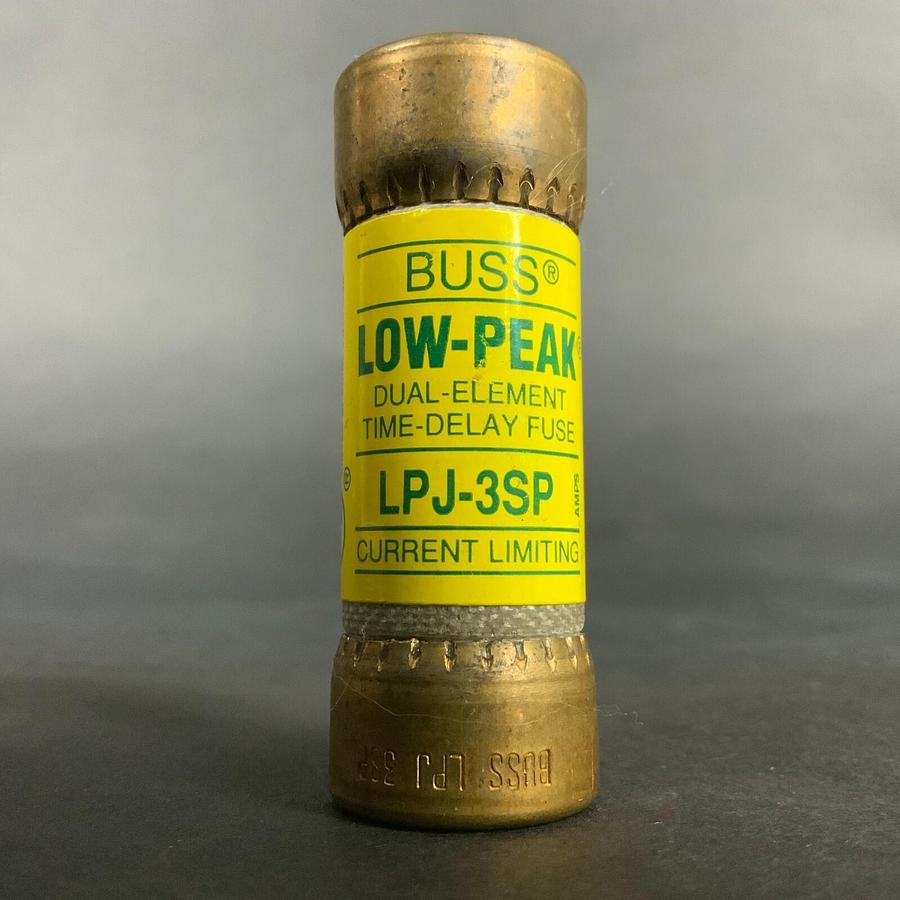 BUSS®
LOW-PEAK®
DUAL-ELEMENT
TIME-DELAY FUSE
LPJ-3SP
AMPS
CURRENT LIMITING
®
BUSS LPJ 3SP